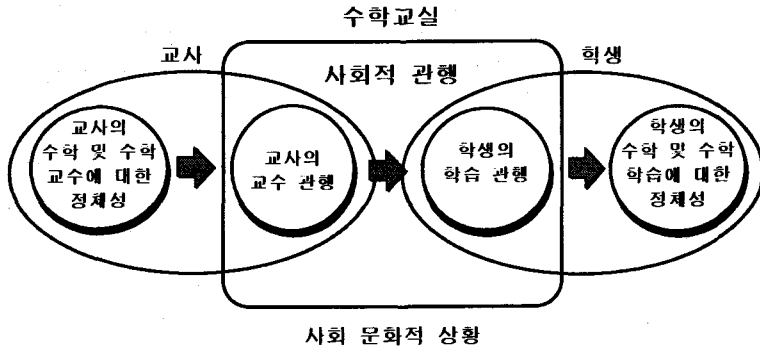 수학교실
교사
학생
사회적 관행
교사의
수학 및 수학
교수에 대한
정체성
교사의
교수 관행
학생의
학습 관행
학생의
수학 및 수학
학습에 대한
정체성
사회 문화적 상황